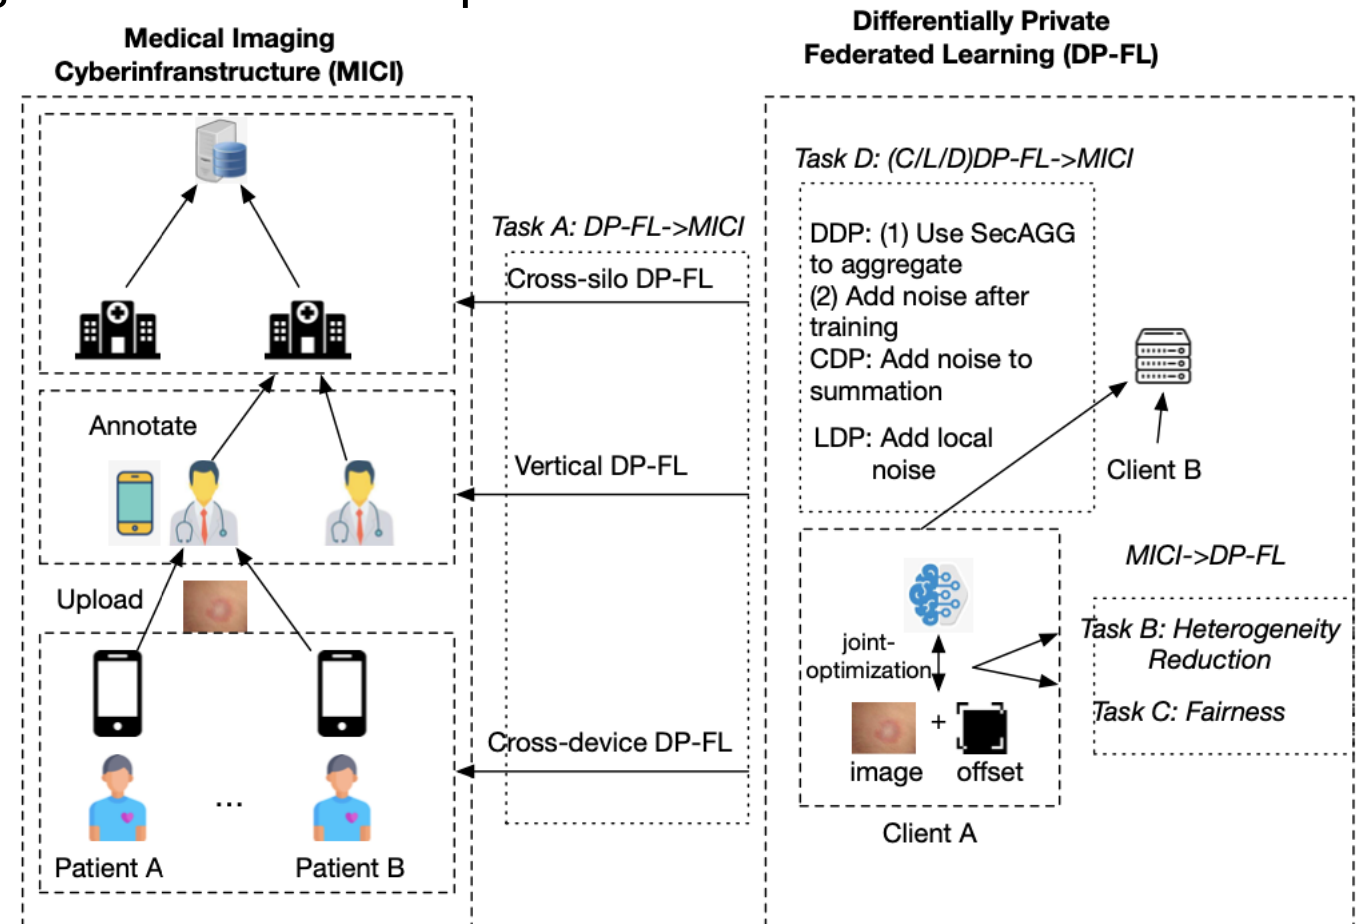 Medical Imaging
Cyberinfranstructure (MICI)
Annotate
Upload
...
Patient A
Patient B
Task A: DP-FL->MICI
Cross-silo DP-FL
Vertical DP-FL
Cross-device DP-FL
Differentially Private
Federated Learning (DP-FL)
Task D: (C/L/D)DP-FL->MICI
DDP: (1) Use SecAGG
to aggregate
(2) Add noise after
training
CDP: Add noise to
summation
LDP: Add local
noise
Client B
joint-
optimization
+
image
offset
Client A
MICI->DP-FL
Task B: Heterogeneity
Reduction
Task C: Fairness